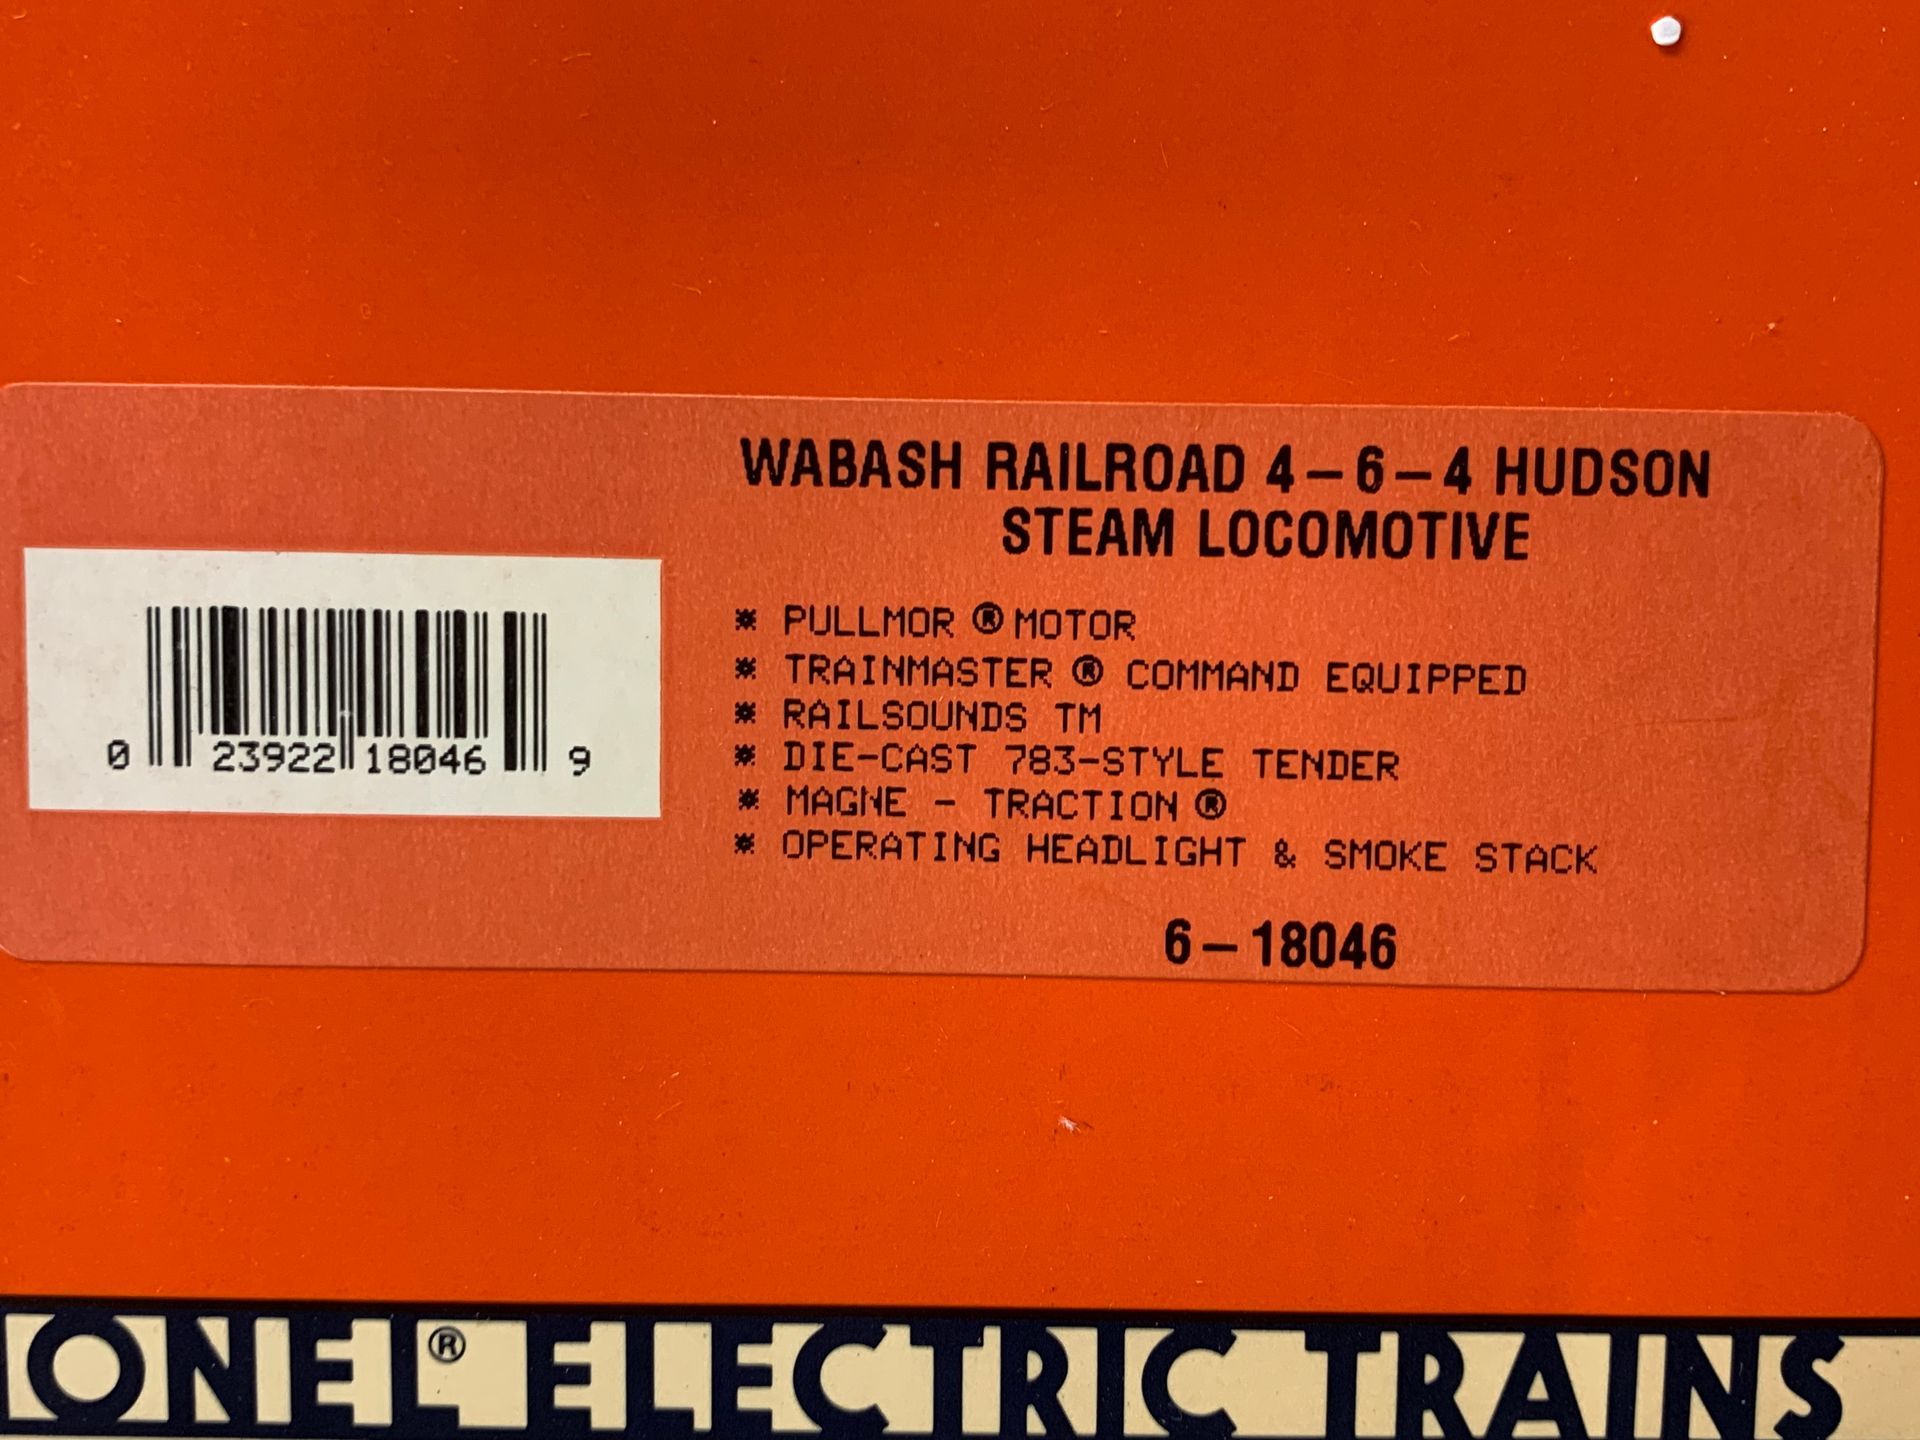 WABASH RAILROAD 4-6-4 HUDSON
STEAM LOCOMOTIVE
* PULLMOR ® MOTOR
* TRAINMASTER ® COMMAND EQUIPPED
* RAILSOUNDS TM
* DIE-CAST 783-STYLE TENDER
* MAGNE - TRACTION ®
* OPERATING HEADLIGHT & SMOKE STACK
6-18046
0 23922 18046 9
ONEL® ELECTRIC TRAINS